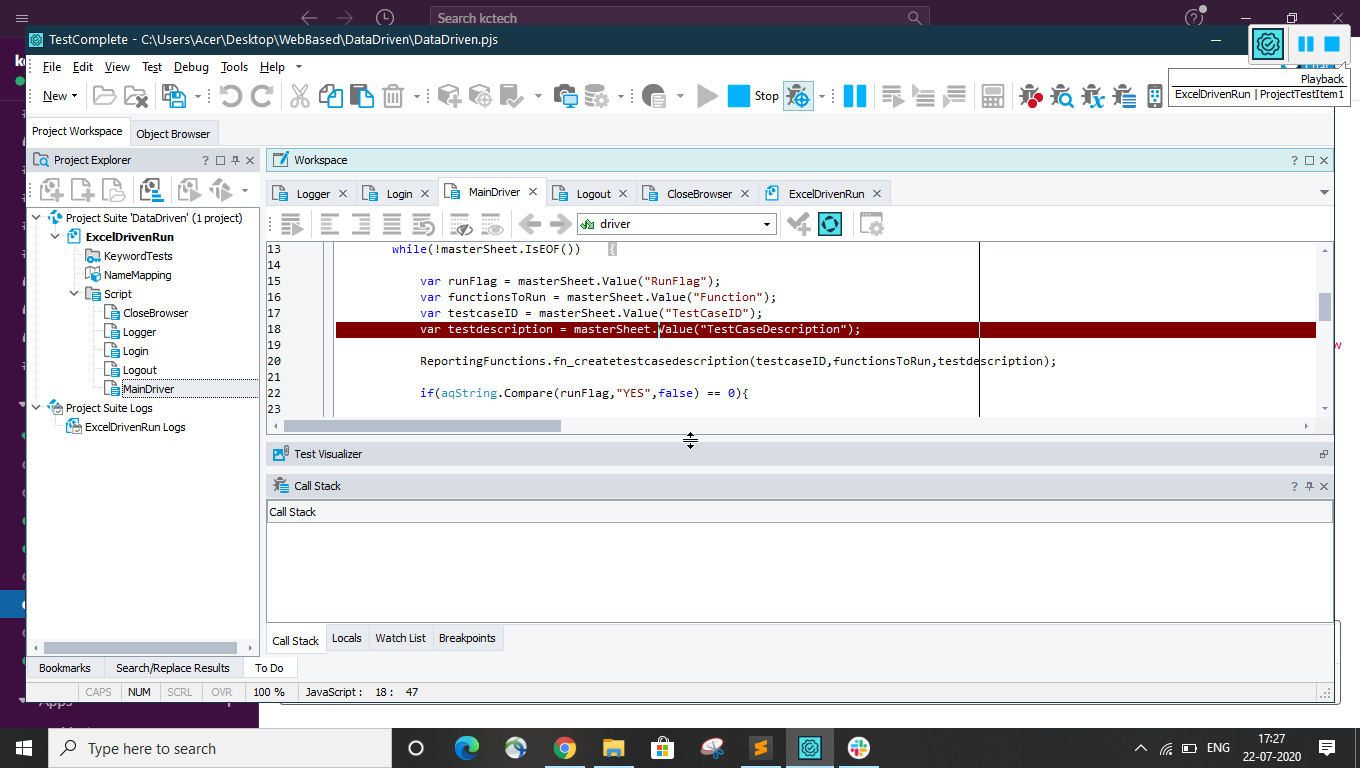 Search kctech
TestComplete - C:\Users\Acer\Desktop\WebBased\DataDriven\DataDriven.pjs
File Edit View Test Debug Tools Help
New
Stop
Playback
ExcelDrivenRun | ProjectTestItem1
Project Workspace Object Browser
Project Explorer
Workspace
Logger Login MainDriver Logout CloseBrowser ExcelDrivenRun
driver
Project Suite 'DataDriven' (1 project)
ExcelDrivenRun
KeywordTests
NameMapping
Script
CloseBrowser
Logger
Login
Logout
MainDriver
Project Suite Logs
ExcelDrivenRun Logs
13 while(!masterSheet.IsEOF()) {
14
15 var runFlag = masterSheet.Value("RunFlag");
16 var functionsToRun = masterSheet.Value("Function");
17 var testcaseID = masterSheet.Value("TestCaseID");
18 var testdescription = masterSheet.Value("TestCaseDescription");
19
20 ReportingFunctions.fn_createtestcasedescription(testcaseID,functionsToRun,testdescription);
21
22 if(aqString.Compare(runFlag,"YES",false) == 0){
23
Test Visualizer
Call Stack
Call Stack
Call Stack Locals Watch List Breakpoints
Bookmarks Search/Replace Results To Do
CAPS NUM SCRL OVR 100 % JavaScript : 18 : 47
Apps
Type here to search
ENG
17:27
22-07-2020